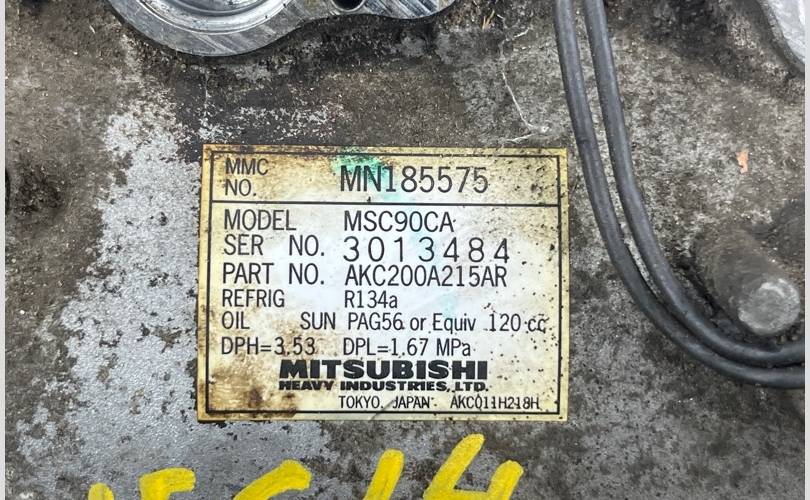 MMC
NO. MN185575
MODEL MSC90CA
SER NO. 3013484
PART NO. AKC200A215AR
REFRIG R134a
OIL SUN PAG56 or Equiv 120 cc
DPH=3.53 DPL=1.67 MPa
MITSUBISHI
HEAVY INDUSTRIES, LTD.
TOKYO JAPAN AKC011H218H